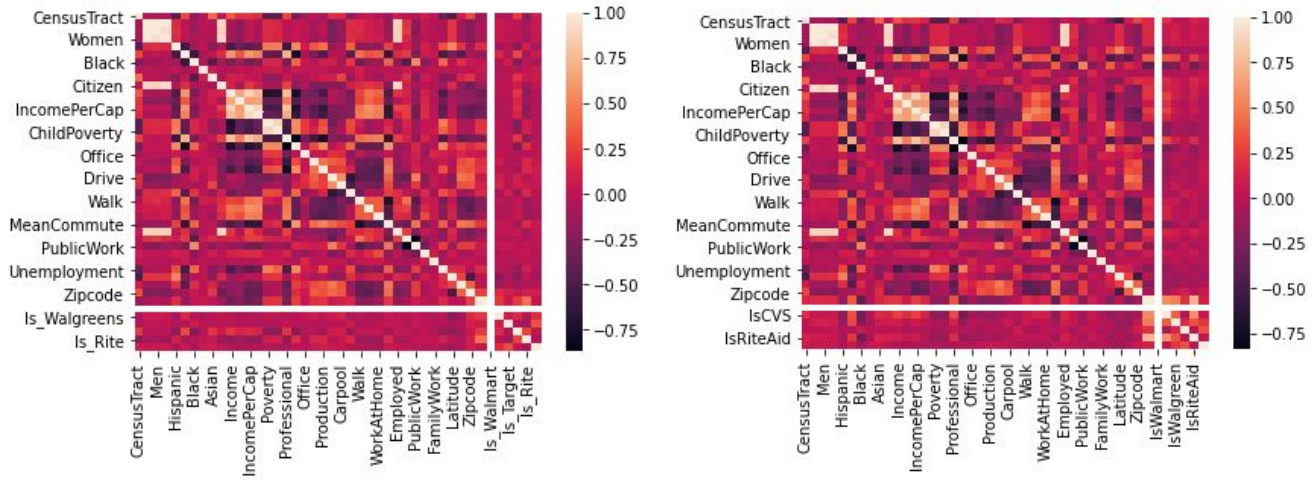 CensusTract
Women
Black
Citizen
IncomePerCap
ChildPoverty
Office
Drive
Walk
MeanCommute
PublicWork
Unemployment
Zipcode
Is_Walgreens
Is_Rite
CensusTract
Men
Hispanic
Black
Asian
Income
IncomePerCap
Poverty
Professional
Office
Production
Carpool
Walk
WorkAtHome
Employed
PublicWork
FamilyWork
Latitude
Zipcode
Is_Walmart
Is_Target
Is_Rite
1.00
0.75
0.50
0.25
0.00
−0.25
−0.50
−0.75
CensusTract
Women
Black
Citizen
IncomePerCap
ChildPoverty
Office
Drive
Walk
MeanCommute
PublicWork
Unemployment
Zipcode
IsCVS
IsRiteAid
CensusTract
Men
Hispanic
Black
Asian
Income
IncomePerCap
Poverty
Professional
Office
Production
Carpool
Walk
WorkAtHome
Employed
PublicWork
FamilyWork
Latitude
Zipcode
IsWalmart
IsWalgreen
IsRiteAid
1.00
0.75
0.50
0.25
0.00
−0.25
−0.50
−0.75